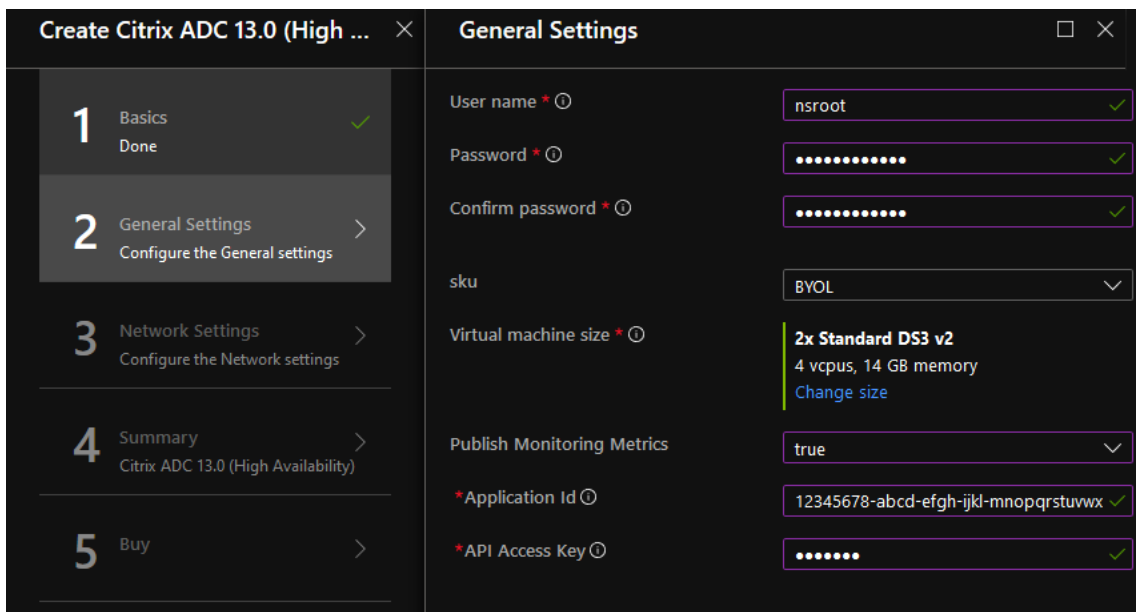 Create Citrix ADC 13.0 (High ...
1
Basics
Done
2
General Settings
Configure the General settings
3
Network Settings
Configure the Network settings
4
Summary
Citrix ADC 13.0 (High Availability)
5
Buy
General Settings
User name *
nsroot
Password *
••••••••••••
Confirm password *
••••••••••••
sku
BYOL
Virtual machine size *
2x Standard DS3 v2
4 vcpus, 14 GB memory
Change size
Publish Monitoring Metrics
true
*Application Id
12345678-abcd-efgh-ijkl-mnopqrstuvwx
*API Access Key
•••••••